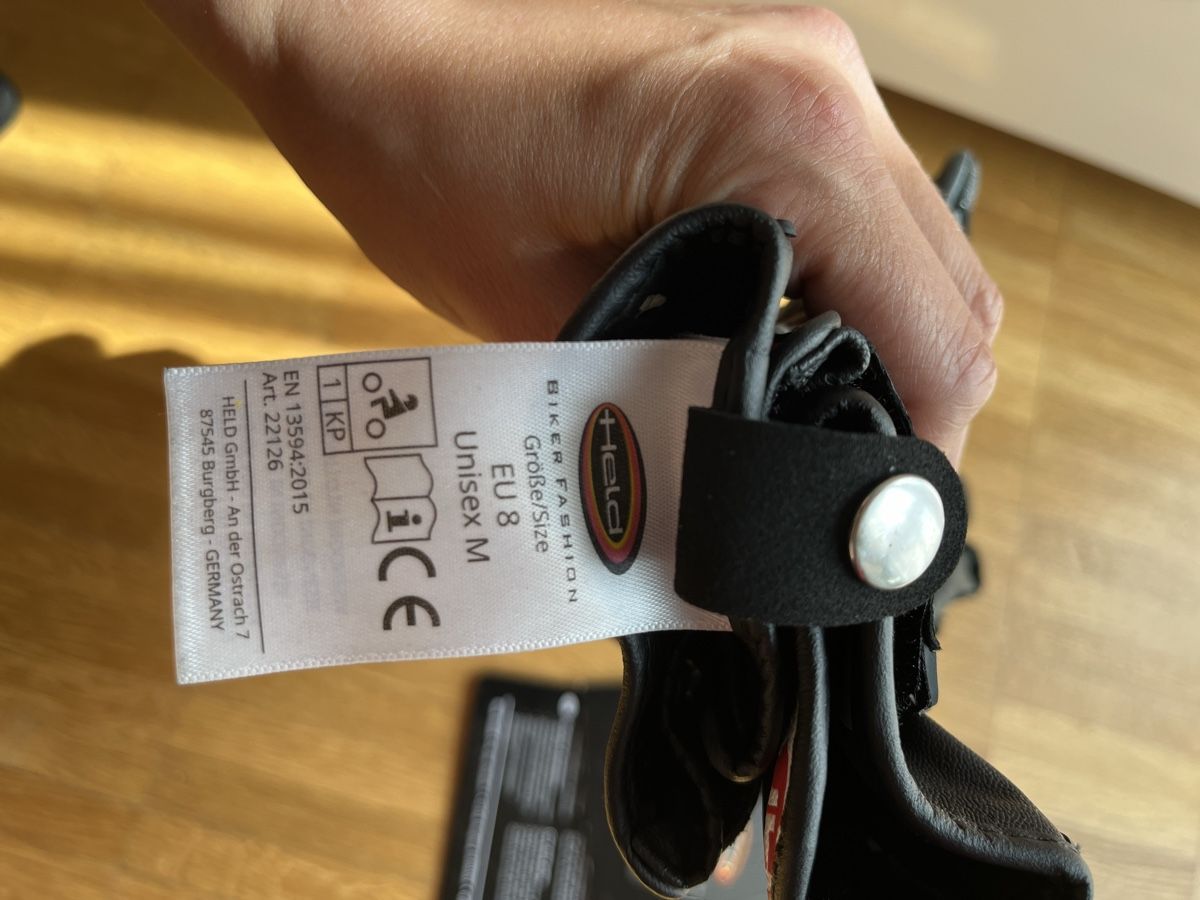 Held
BIKER FASHION
Größe/Size
EU 8
Unisex M
1 KP
i
CE
EN 13594:2015
Art. 22126
HELD GmbH - An der Ostrach 7
87545 Burgberg - GERMANY